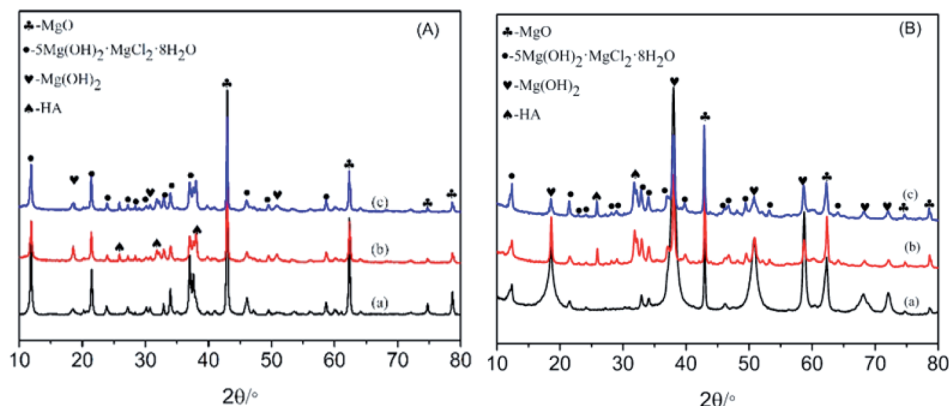 (A)
♣-MgO
●-5Mg(OH)2·MgCl2·8H2O
♥-Mg(OH)2
♠-HA
(c)
(b)
(a)
10 20 30 40 50 60 70 80
2θ/°
(B)
♣-MgO
●-5Mg(OH)2·MgCl2·8H2O
♥-Mg(OH)2
♠-HA
(c)
(b)
(a)
10 20 30 40 50 60 70 80
2θ/°